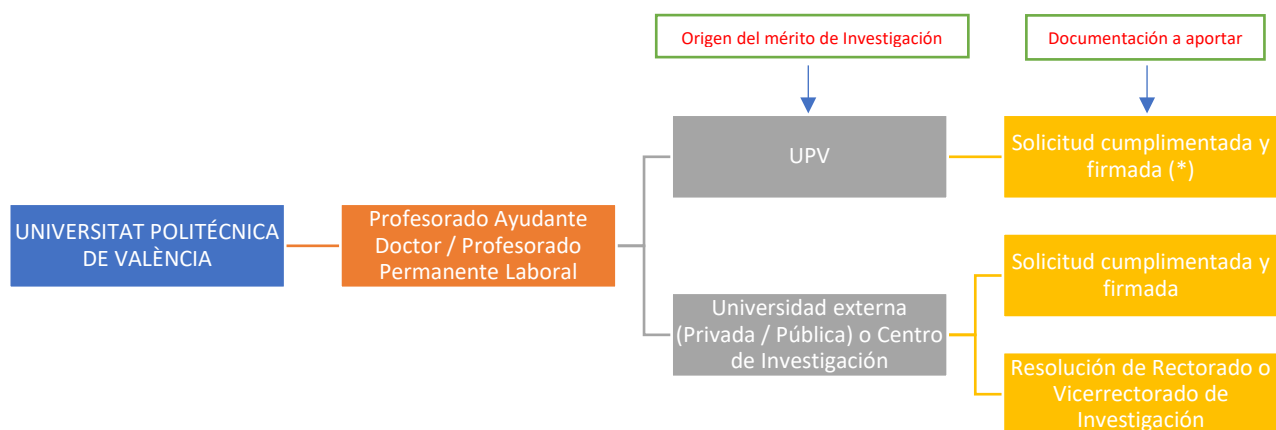 Origen del mérito de Investigación
Documentación a aportar
UPV
Solicitud cumplimentada y
firmada (*)
UNIVERSITAT POLITÉCNICA
DE VALÈNCIA
Profesorado Ayudante
Doctor / Profesorado
Permanente Laboral
Solicitud cumplimentada y
firmada
Universidad externa
(Privada / Pública) o Centro
de Investigación
Resolución de Rectorado o
Vicerrectorado de
Investigación